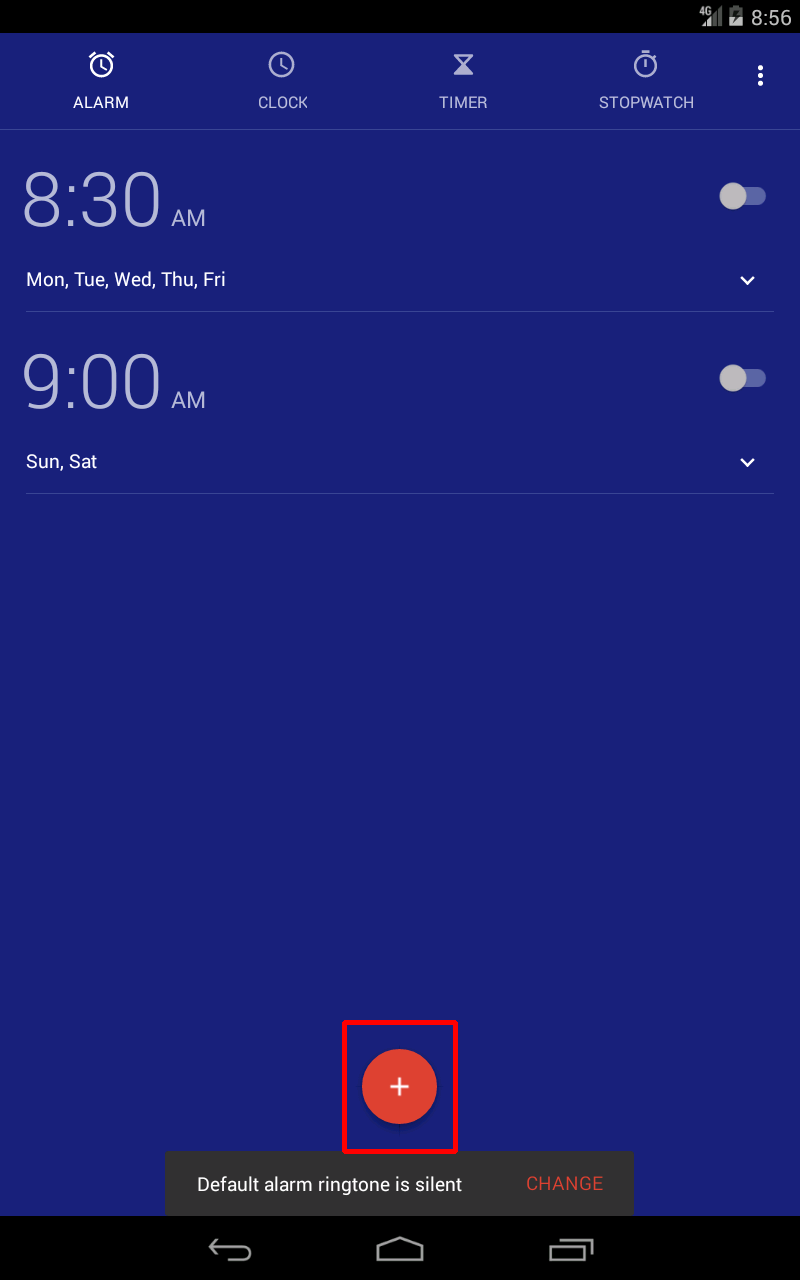 4G 8:56
ALARM CLOCK TIMER STOPWATCH
8:30 AM
Mon, Tue, Wed, Thu, Fri
9:00 AM
Sun, Sat
Default alarm ringtone is silent CHANGE